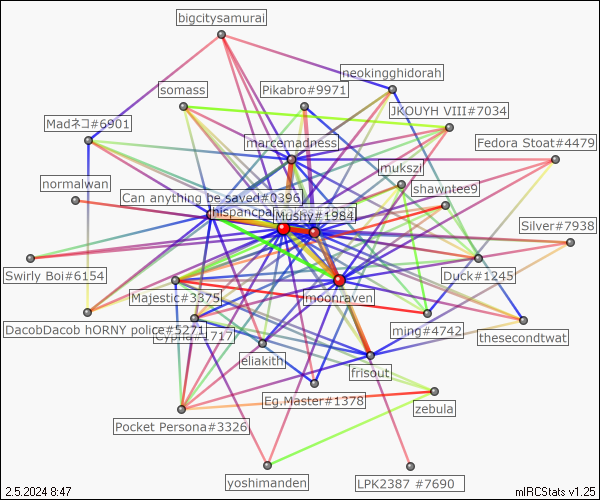 bigcitysamurai
neokingghidorah
somass
Pikabro#9971
JKOUYH VIII#7034
Madネコ#6901
marcemadness
Fedora Stoat#4479
mukszi
normalwan
shawntee9
Can anything be saved#0396
hispancpa
Mushy#1984
Silver#7938
Swirly Boi#6154
Duck#1245
Majestic#3375
moonraven
DacobDacob hORNY police#5271
Cypha#1717
ming#4742
thesecondtwat
eliakith
frisout
Eg.Master#1378
zebula
Pocket Persona#3326
yoshimanden
LPK2387 #7690
2.5.2024 8:47
mIRCStats v1.25